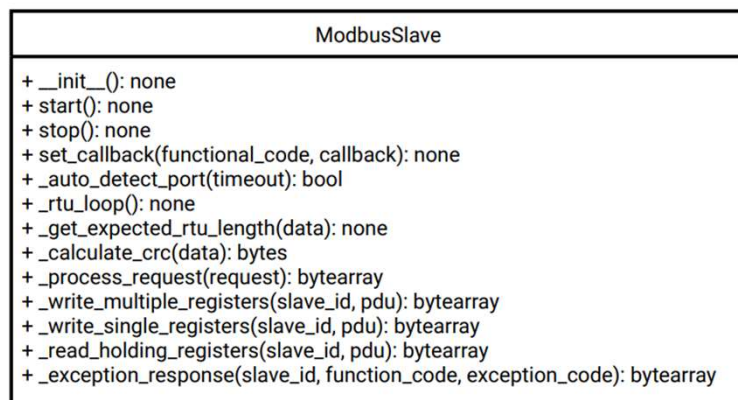 ModbusSlave
+ __init__(): none
+ start(): none
+ stop(): none
+ set_callback(functional_code, callback): none
+ _auto_detect_port(timeout): bool
+ _rtu_loop(): none
+ _get_expected_rtu_length(data): none
+ _calculate_crc(data): bytes
+ _process_request(request): bytearray
+ _write_multiple_registers(slave_id, pdu): bytearray
+ _write_single_registers(slave_id, pdu): bytearray
+ _read_holding_registers(slave_id, pdu): bytearray
+ _exception_response(slave_id, function_code, exception_code): bytearray